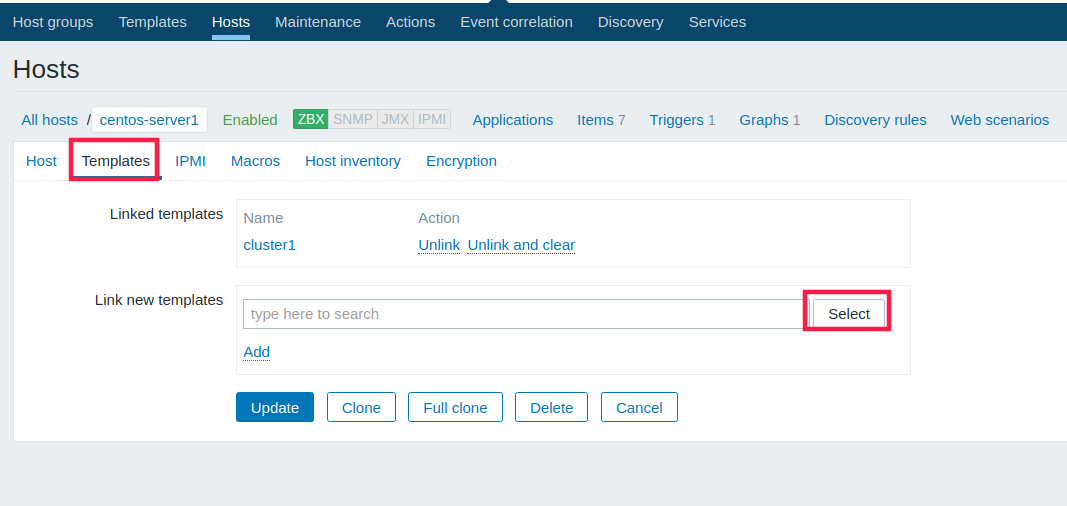 Host groups Templates Hosts Maintenance Actions Event correlation Discovery Services
Hosts
All hosts / centos-server1 Enabled ZBX SNMP JMX IPMI Applications Items 7 Triggers 1 Graphs 1 Discovery rules Web scenarios
Host Templates IPMI Macros Host inventory Encryption
Linked templates Name Action
cluster1 Unlink Unlink and clear
Link new templates
type here to search Select
Add
Update Clone Full clone Delete Cancel